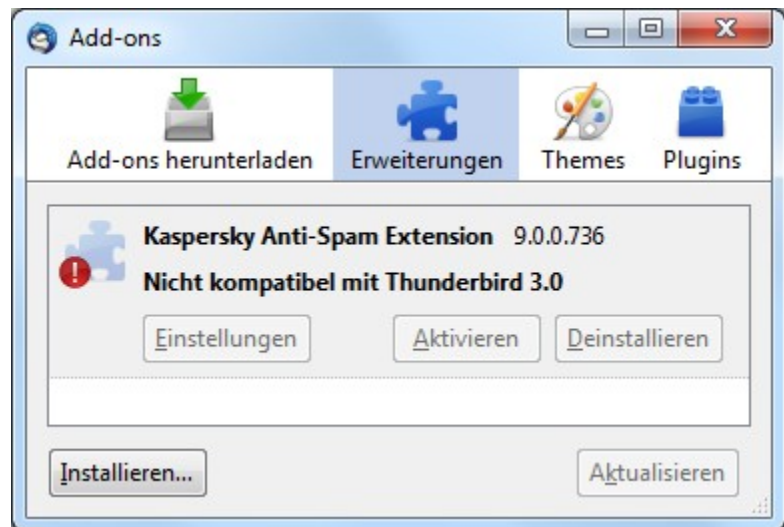 Add-ons
Add-ons herunterladen Erweiterungen Themes Plugins
Kaspersky Anti-Spam Extension 9.0.0.736
Nicht kompatibel mit Thunderbird 3.0
Einstellungen Aktivieren Deinstallieren
Installieren... Aktualisieren